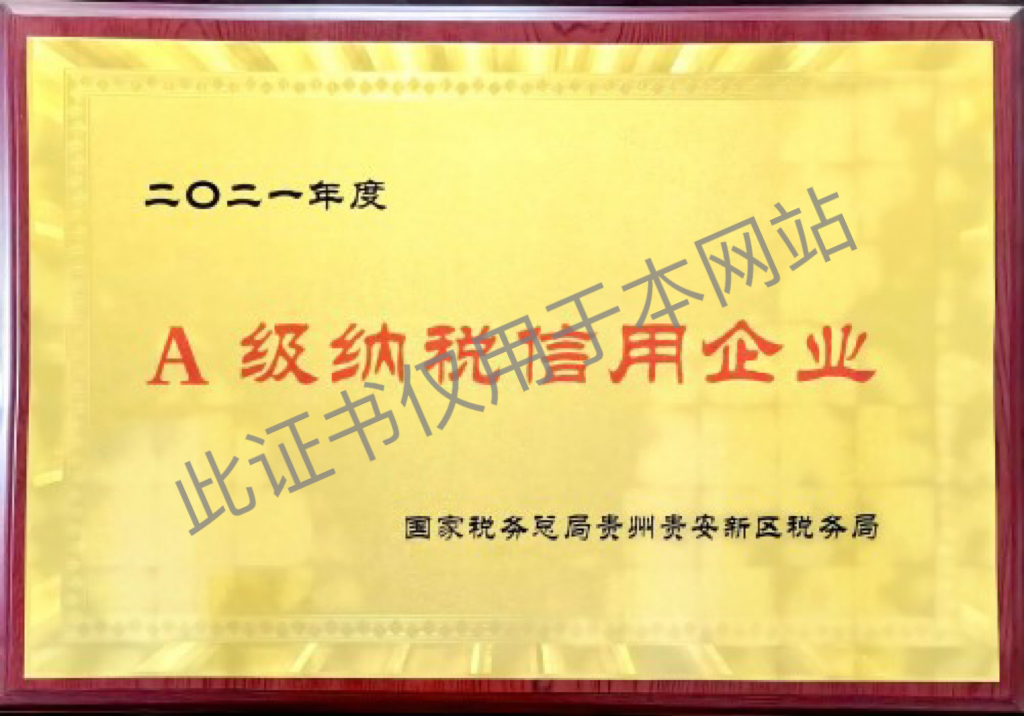 二〇二一年度
A 级纳税信用企业
此证书仅用于本网站
国家税务总局贵州贵安新区税务局